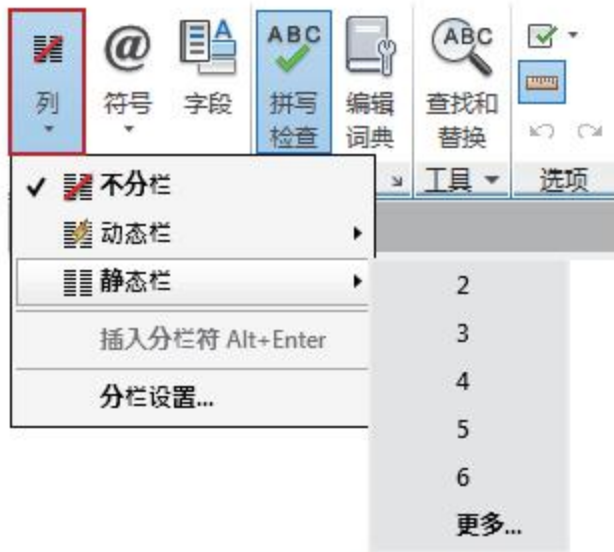 ABC
@
A
ABC
列
符号
字段
拼写
检查
编辑
词典
查找和
替换
工具
选项
不分栏
动态栏
静态栏
插入分栏符 Alt+Enter
分栏设置...
2
3
4
5
6
更多...